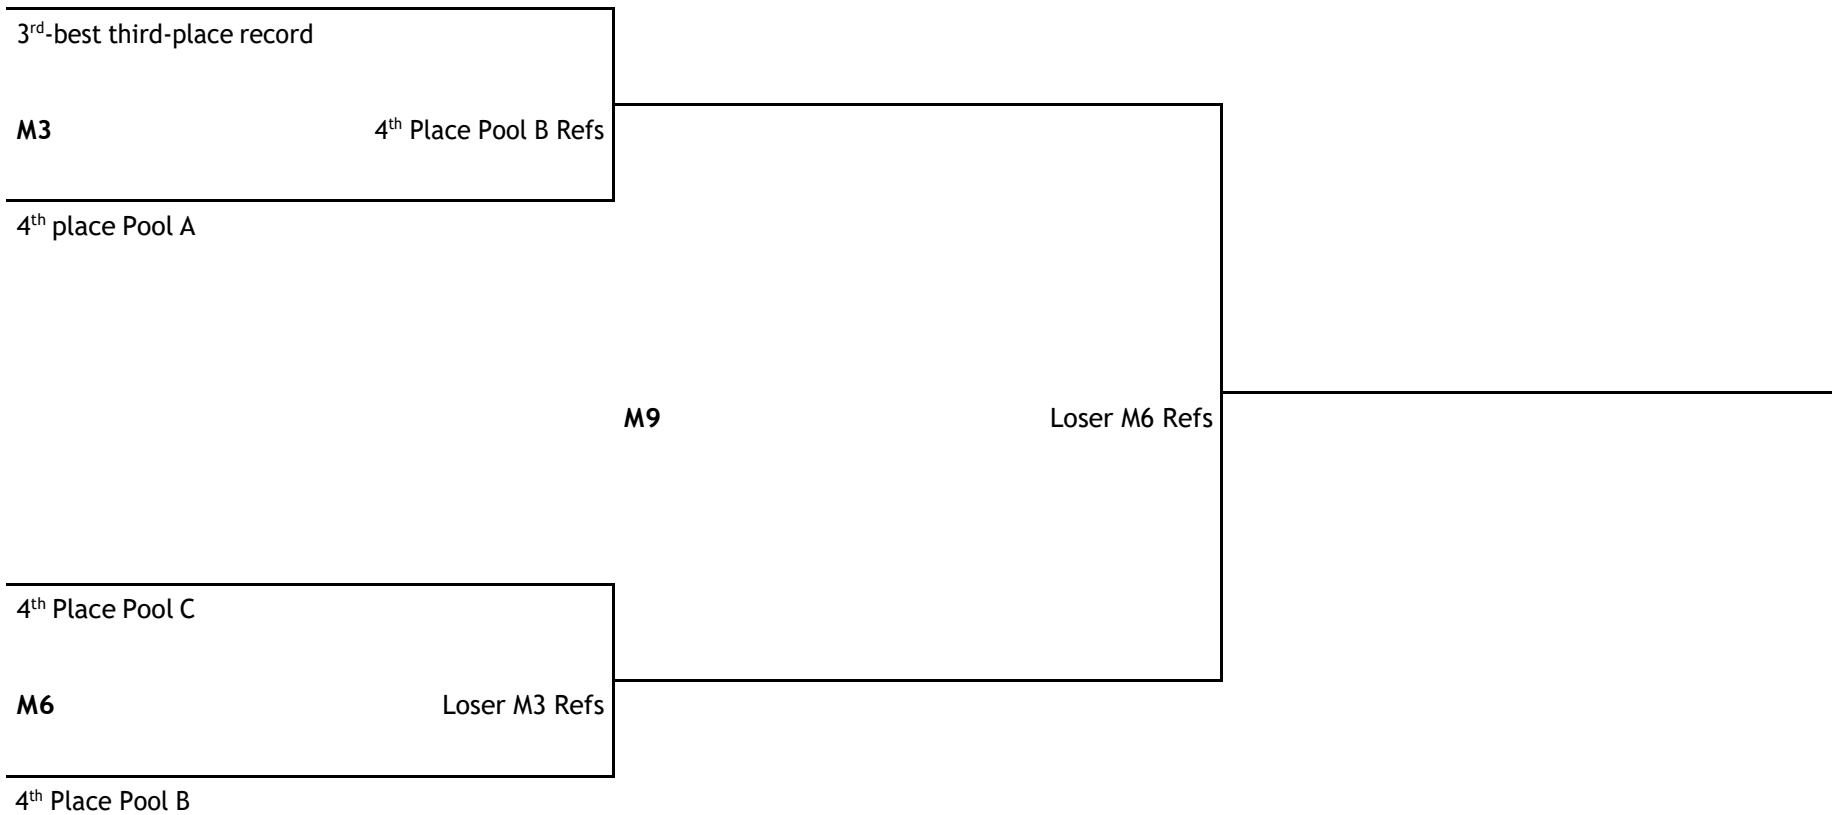 3rd-best third-place record
M3 4th Place Pool B Refs
4th place Pool A
M9 Loser M6 Refs
4th Place Pool C
M6 Loser M3 Refs
4th Place Pool B